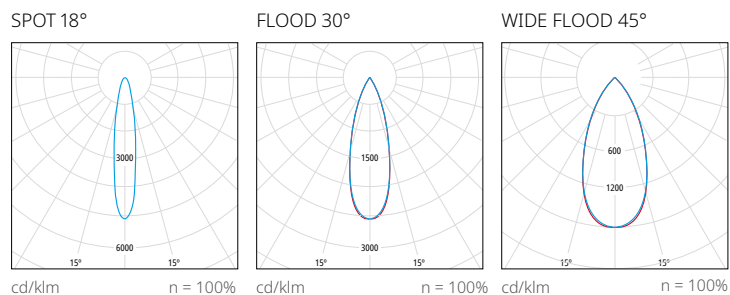 SPOT 18°
3000
6000
15° 15°
cd/klm n = 100%
FLOOD 30°
1500
3000
15° 15°
cd/klm n = 100%
WIDE FLOOD 45°
600
1200
15° 15°
cd/klm n = 100%